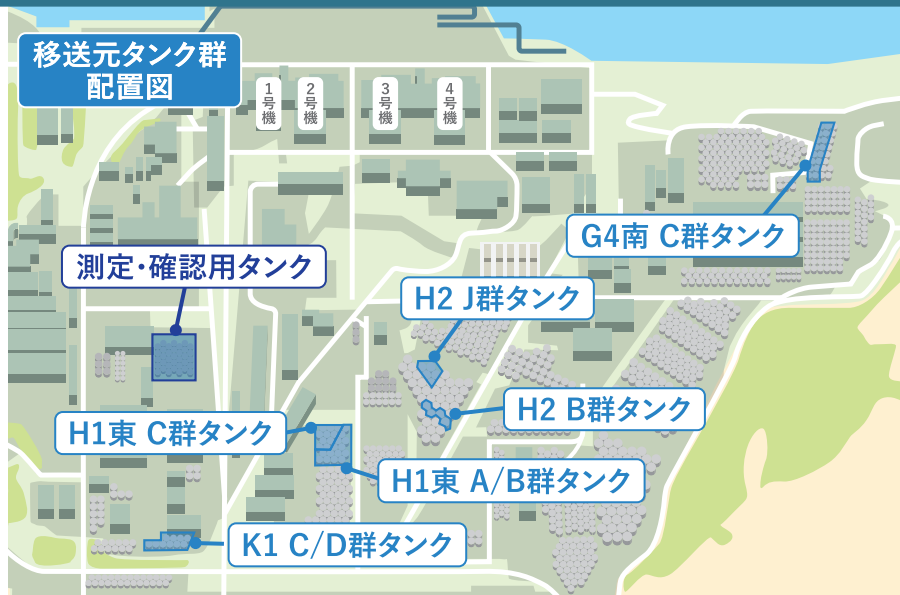 移送元タンク群
配置図
1号機
2号機
3号機
4号機
G4南 C群タンク
測定・確認用タンク
H2 J群タンク
H2 B群タンク
H1東 C群タンク
H1東 A/B群タンク
K1 C/D群タンク